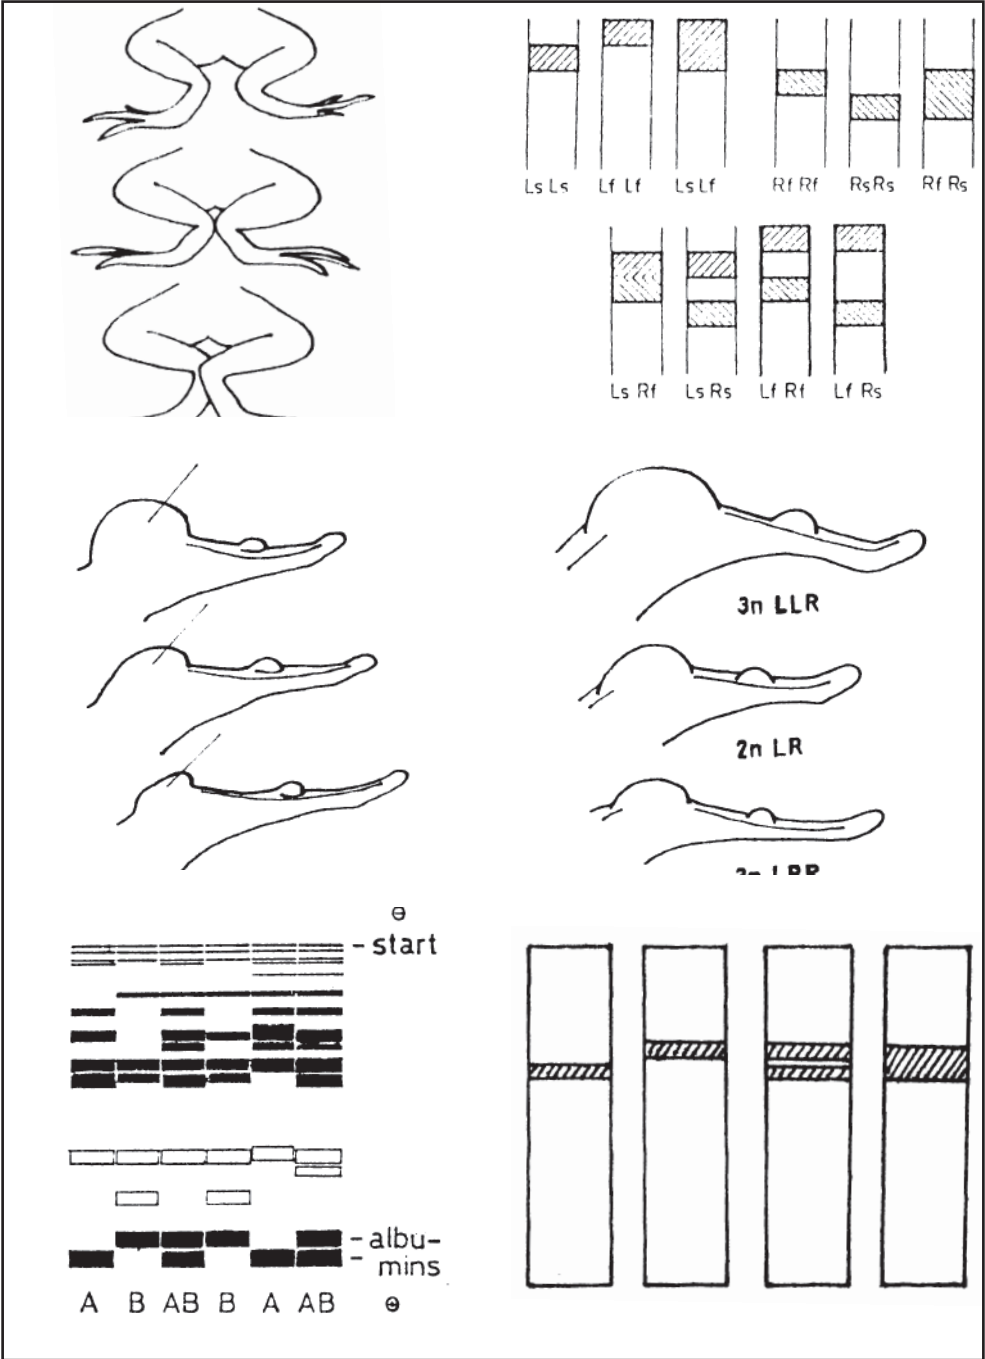 Ls Ls Lf Lf Ls Lf Rf Rf Rs Rs Rf Rs
Ls Rf Ls Rs Lf Rf Lf Rs
3n LLR
2n LR
⊖
start
albu-
mins
A B AB B A AB ⊕